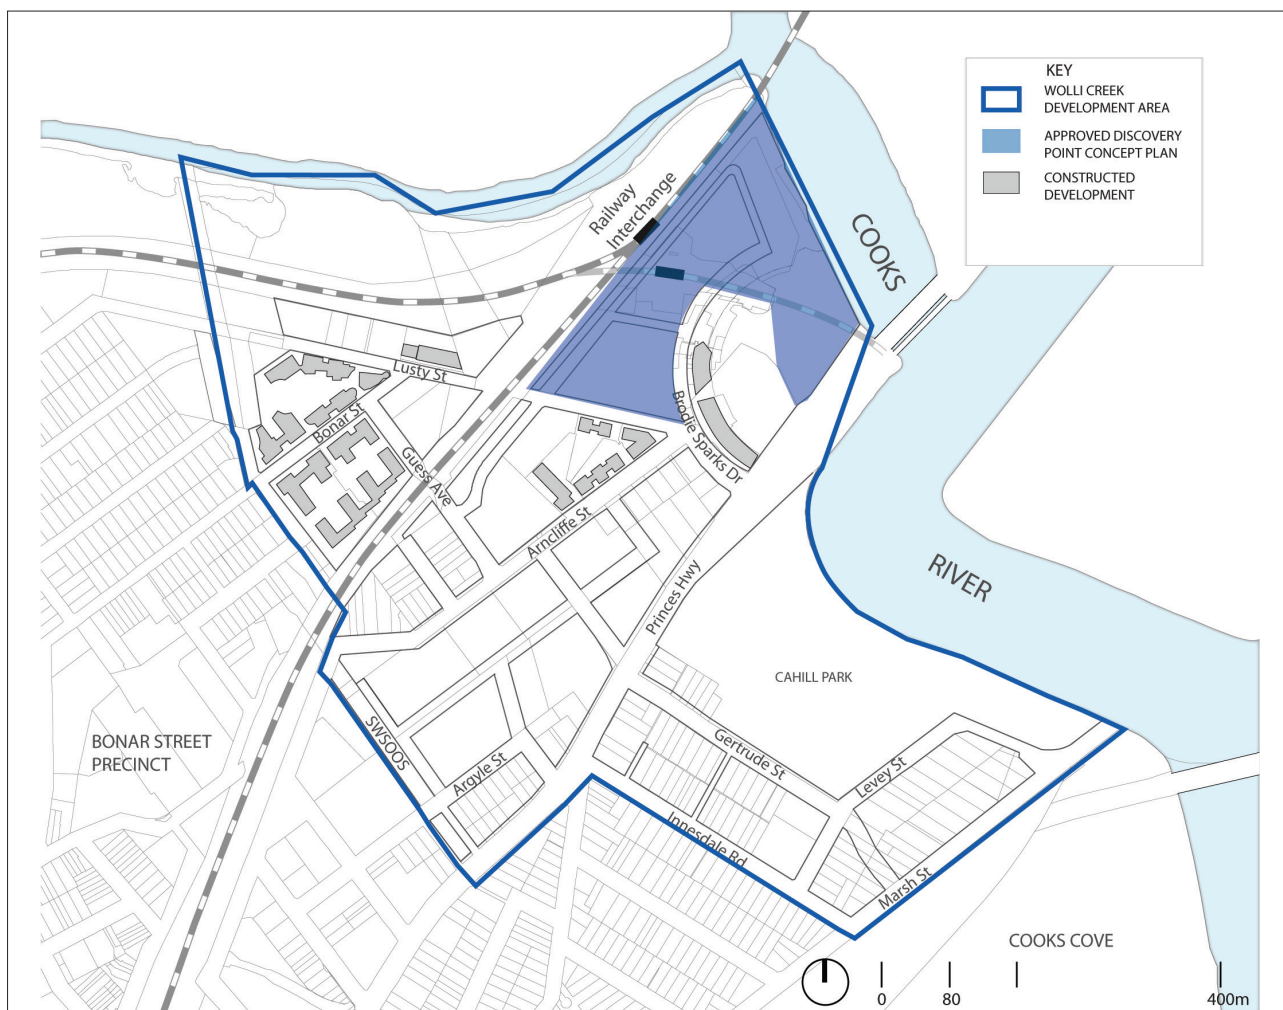 KEY
WOLLI CREEK
DEVELOPMENT AREA
APPROVED DISCOVERY
POINT CONCEPT PLAN
CONSTRUCTED
DEVELOPMENT
Railway
Interchange
COOKS
RIVER
Lusty St
Bonar St
Guess Ave
Brodie Sparks Dr
Arncliffe St
Princes Hwy
CAHILL PARK
BONAR STREET
PRECINCT
SWSOOS
Argyle St
Gertrude St
Levey St
Innesdale Rd
Marsh St
COOKS COVE
0
80
400m